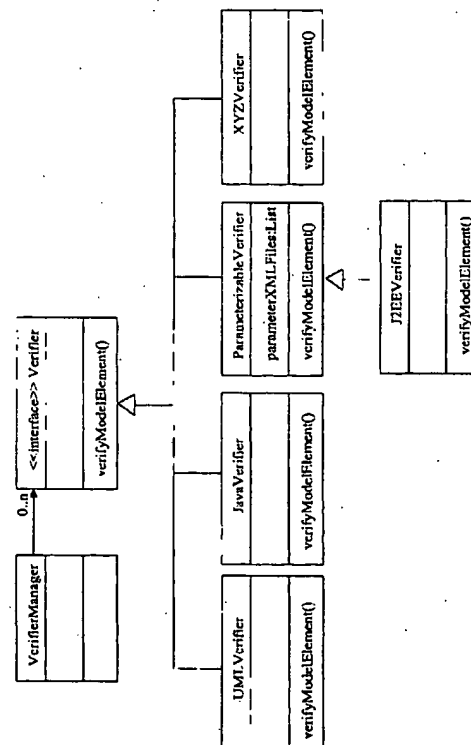 VerifierManager
0..n
<<interface>> Verifier
verifyModelElement()
UMLVerifier
verifyModelElement()
JavaVerifier
verifyModelElement()
ParameterizableVerifier
parameterXMLFiles:List
verifyModelElement()
XYZVerifier
verifyModelElement()
J2EEVerifier
verifyModelElement()